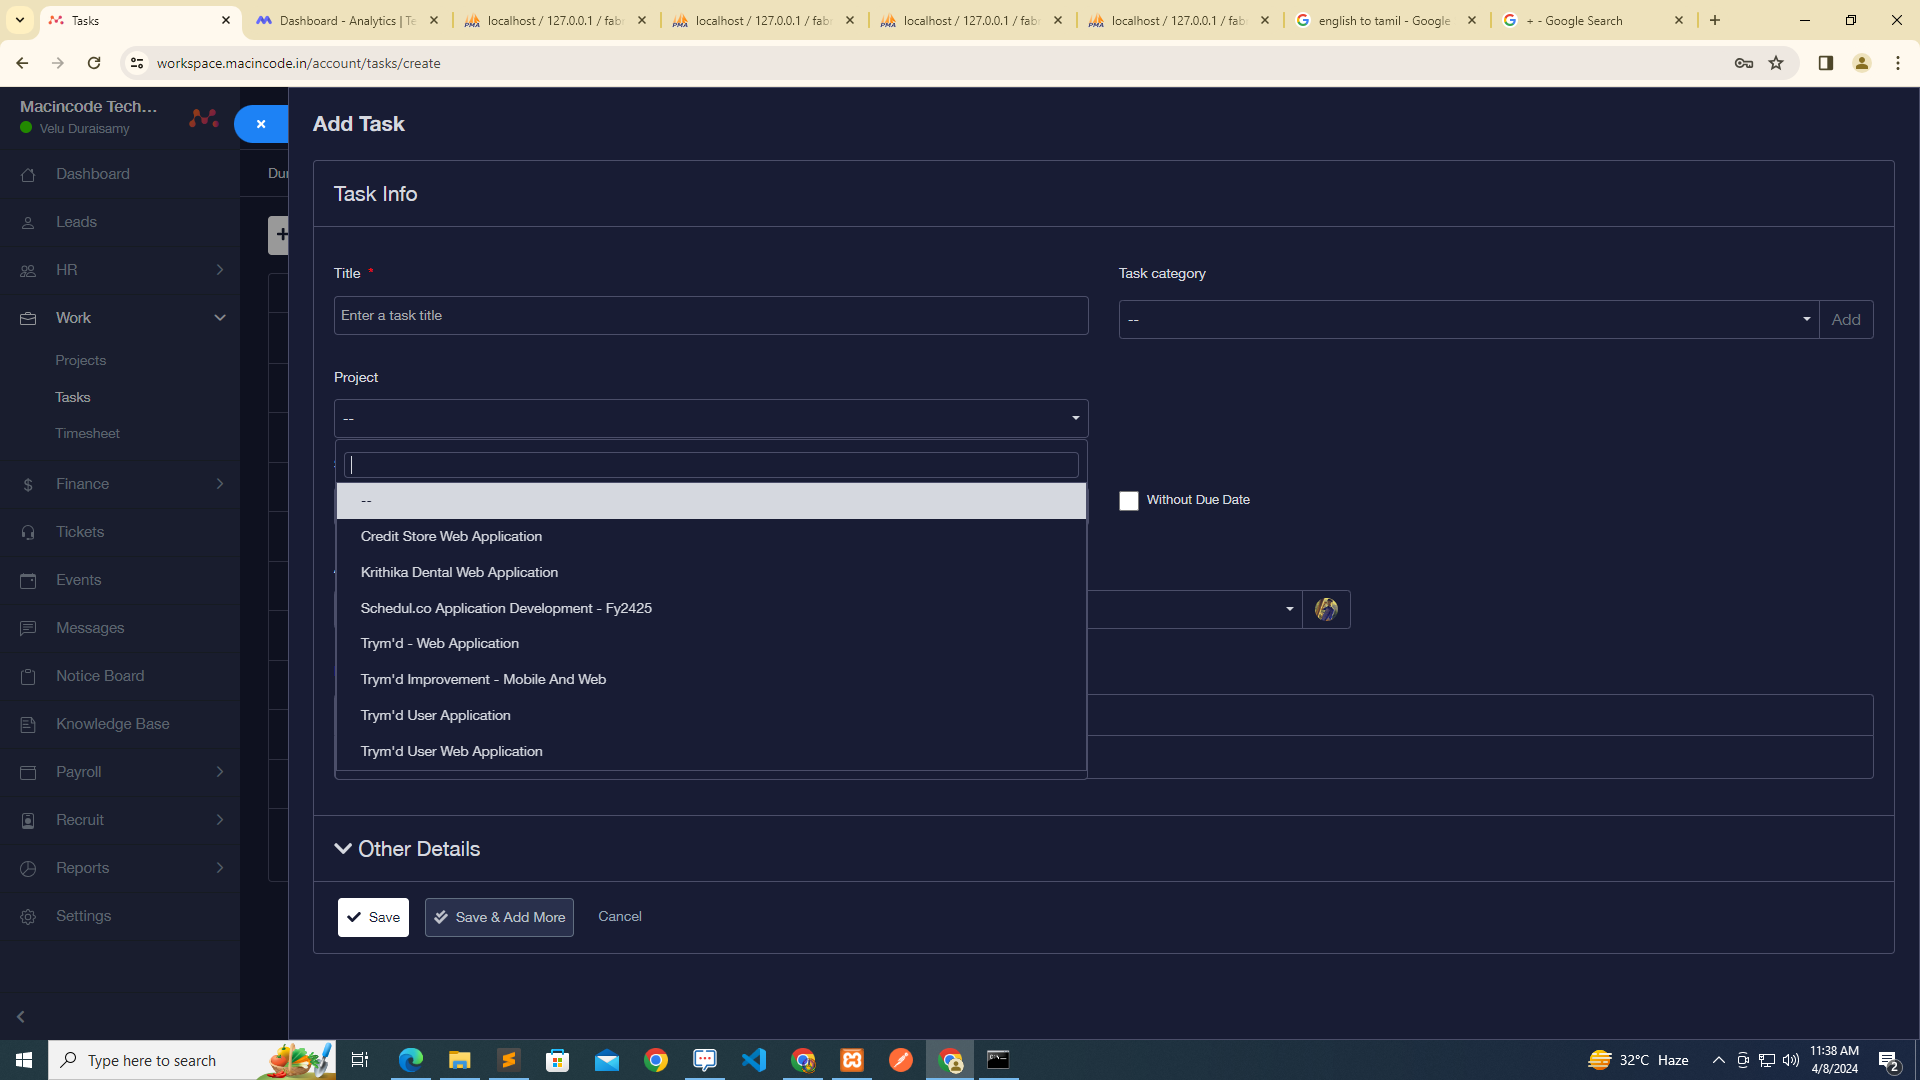 Tasks
Dashboard - Analytics | Te
localhost / 127.0.0.1 / fab
localhost / 127.0.0.1 / fab
localhost / 127.0.0.1 / fab
localhost / 127.0.0.1 / fab
english to tamil - Google
+ - Google Search
workspace.macincode.in/account/tasks/create
Macincode Tech...
Velu Duraisamy
Dashboard
Leads
HR
Work
Projects
Tasks
Timesheet
Finance
Tickets
Events
Messages
Notice Board
Knowledge Base
Payroll
Recruit
Reports
Settings
Add Task
Task Info
Title *
Enter a task title
Task category
--
Add
Project
--
--
Credit Store Web Application
Krithika Dental Web Application
Schedul.co Application Development - Fy2425
Trym'd - Web Application
Trym'd Improvement - Mobile And Web
Trym'd User Application
Trym'd User Web Application
Without Due Date
Other Details
Save
Save & Add More
Cancel
Type here to search
32°C Haze
11:38 AM
4/8/2024
2